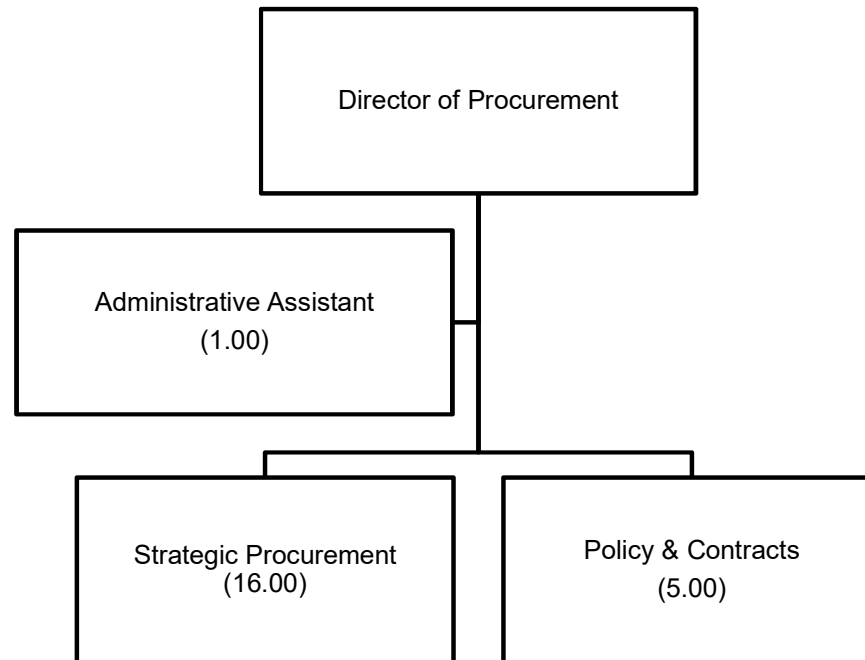 Director of Procurement
Administrative Assistant
(1.00)
Strategic Procurement
(16.00)
Policy & Contracts
(5.00)